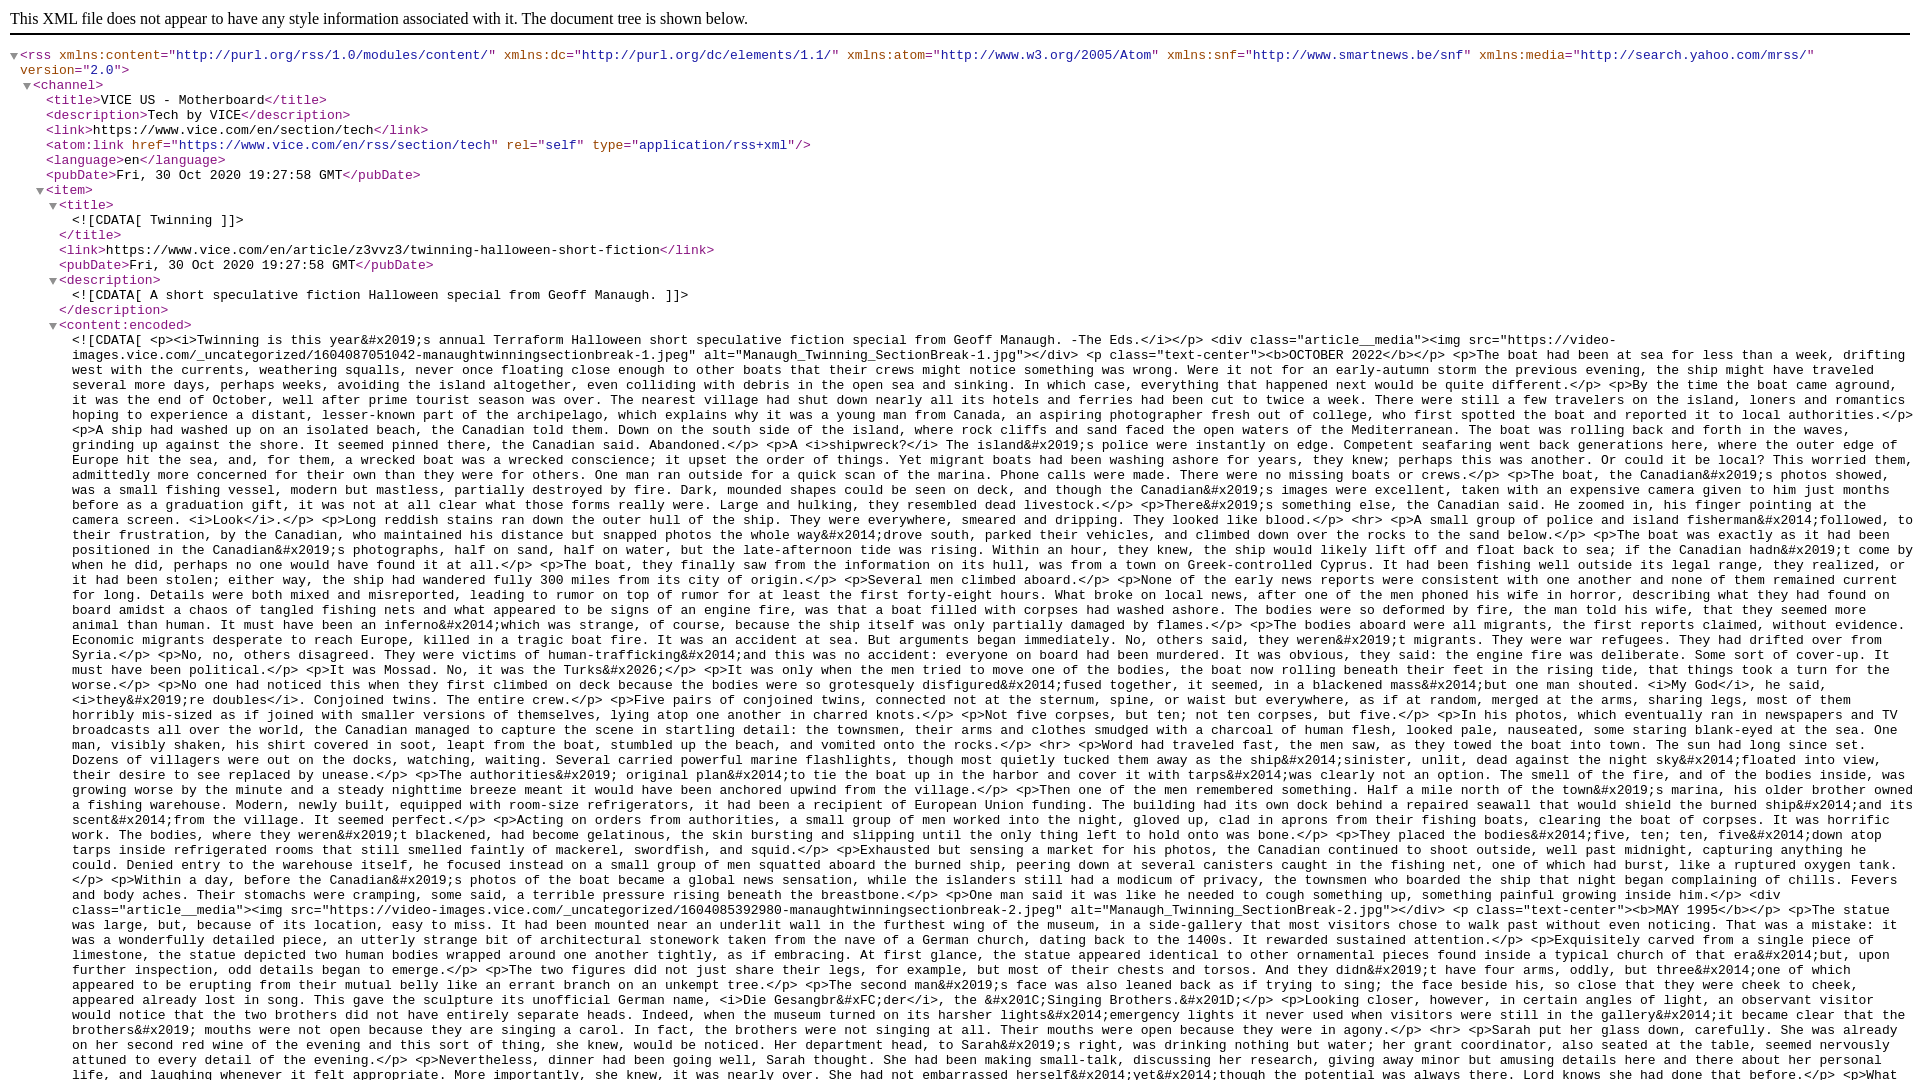 This XML file does not appear to have any style information associated with it. The document tree is shown below.
<rss xmlns:content="http://purl.org/rss/1.0/modules/content/" xmlns:dc="http://purl.org/dc/elements/1.1/" xmlns:atom="http://www.w3.org/2005/Atom" xmlns:snf="http://www.smartnews.be/snf" xmlns:media="http://search.yahoo.com/mrss/"
version="2.0">
<channel>
<title>VICE US - Motherboard</title>
<description>Tech by VICE</description>
<link>https://www.vice.com/en/section/tech</link>
<atom:link href="https://www.vice.com/en/rss/section/tech" rel="self" type="application/rss+xml"/>
<language>en</language>
<pubDate>Fri, 30 Oct 2020 19:27:58 GMT</pubDate>
<item>
<title>
<![CDATA[ Twinning ]]>
</title>
<link>https://www.vice.com/en/article/z3vvz3/twinning-halloween-short-fiction</link>
<pubDate>Fri, 30 Oct 2020 19:27:58 GMT</pubDate>
<description>
<![CDATA[ A short speculative fiction Halloween special from Geoff Manaugh. ]]>
</description>
<content:encoded>
<![CDATA[ <p><i>Twinning is this year&#x2019;s annual Terraform Halloween short speculative fiction special from Geoff Manaugh. -The Eds.</i></p> <div class="article__media"><img src="https://video-
images.vice.com/_uncategorized/1604087051042-manaughtwinningsectionbreak-1.jpeg" alt="Manaugh_Twinning_SectionBreak-1.jpg"></div> <p class="text-center"><b>OCTOBER 2022</b></p> <p>The boat had been at sea for less than a week, drifting
west with the currents, weathering squalls, never once floating close enough to other boats that their crews might notice something was wrong. Were it not for an early-autumn storm the previous evening, the ship might have traveled
several more days, perhaps weeks, avoiding the island altogether, even colliding with debris in the open sea and sinking. In which case, everything that happened next would be quite different.</p> <p>By the time the boat came aground,
it was the end of October, well after prime tourist season was over. The nearest village had shut down nearly all its hotels and ferries had been cut to twice a week. There were still a few travelers on the island, loners and romantics
hoping to experience a distant, lesser-known part of the archipelago, which explains why it was a young man from Canada, an aspiring photographer fresh out of college, who first spotted the boat and reported it to local authorities.</p>
<p>A ship had washed up on an isolated beach, the Canadian told them. Down on the south side of the island, where rock cliffs and sand faced the open waters of the Mediterranean. The boat was rolling back and forth in the waves,
grinding up against the shore. It seemed pinned there, the Canadian said. Abandoned.</p> <p>A <i>shipwreck?</i> The island&#x2019;s police were instantly on edge. Competent seafaring went back generations here, where the outer edge of
Europe hit the sea, and, for them, a wrecked boat was a wrecked conscience; it upset the order of things. Yet migrant boats had been washing ashore for years, they knew; perhaps this was another. Or could it be local? This worried them,
admittedly more concerned for their own than they were for others. One man ran outside for a quick scan of the marina. Phone calls were made. There were no missing boats or crews.</p> <p>The boat, the Canadian&#x2019;s photos showed,
was a small fishing vessel, modern but mastless, partially destroyed by fire. Dark, mounded shapes could be seen on deck, and though the Canadian&#x2019;s images were excellent, taken with an expensive camera given to him just months
before as a graduation gift, it was not at all clear what those forms really were. Large and hulking, they resembled dead livestock.</p> <p>There&#x2019;s something else, the Canadian said. He zoomed in, his finger pointing at the
camera screen. <i>Look</i>.</p> <p>Long reddish stains ran down the outer hull of the ship. They were everywhere, smeared and dripping. They looked like blood.</p> <hr> <p>A small group of police and island fisherman&#x2014;followed, to
their frustration, by the Canadian, who maintained his distance but snapped photos the whole way&#x2014;drove south, parked their vehicles, and climbed down over the rocks to the sand below.</p> <p>The boat was exactly as it had been
positioned in the Canadian&#x2019;s photographs, half on sand, half on water, but the late-afternoon tide was rising. Within an hour, they knew, the ship would likely lift off and float back to sea; if the Canadian hadn&#x2019;t come by
when he did, perhaps no one would have found it at all.</p> <p>The boat, they finally saw from the information on its hull, was from a town on Greek-controlled Cyprus. It had been fishing well outside its legal range, they realized, or
it had been stolen; either way, the ship had wandered fully 300 miles from its city of origin.</p> <p>Several men climbed aboard.</p> <p>None of the early news reports were consistent with one another and none of them remained current
for long. Details were both mixed and misreported, leading to rumor on top of rumor for at least the first forty-eight hours. What broke on local news, after one of the men phoned his wife in horror, describing what they had found on
board amidst a chaos of tangled fishing nets and what appeared to be signs of an engine fire, was that a boat filled with corpses had washed ashore. The bodies were so deformed by fire, the man told his wife, that they seemed more
animal than human. It must have been an inferno&#x2014;which was strange, of course, because the ship itself was only partially damaged by flames.</p> <p>The bodies aboard were all migrants, the first reports claimed, without evidence.
Economic migrants desperate to reach Europe, killed in a tragic boat fire. It was an accident at sea. But arguments began immediately. No, others said, they weren&#x2019;t migrants. They were war refugees. They had drifted over from
Syria.</p> <p>No, no, others disagreed. They were victims of human-trafficking&#x2014;and this was no accident: everyone on board had been murdered. It was obvious, they said: the engine fire was deliberate. Some sort of cover-up. It
must have been political.</p> <p>It was Mossad. No, it was the Turks&#x2026;</p> <p>It was only when the men tried to move one of the bodies, the boat now rolling beneath their feet in the rising tide, that things took a turn for the
worse.</p> <p>No one had noticed this when they first climbed on deck because the bodies were so grotesquely disfigured&#x2014;fused together, it seemed, in a blackened mass&#x2014;but one man shouted. <i>My God</i>, he said,
<i>they&#x2019;re doubles</i>. Conjoined twins. The entire crew.</p> <p>Five pairs of conjoined twins, connected not at the sternum, spine, or waist but everywhere, as if at random, merged at the arms, sharing legs, most of them
horribly mis-sized as if joined with smaller versions of themselves, lying atop one another in charred knots.</p> <p>Not five corpses, but ten; not ten corpses, but five.</p> <p>In his photos, which eventually ran in newspapers and TV
broadcasts all over the world, the Canadian managed to capture the scene in startling detail: the townsmen, their arms and clothes smudged with a charcoal of human flesh, looked pale, nauseated, some staring blank-eyed at the sea. One
man, visibly shaken, his shirt covered in soot, leapt from the boat, stumbled up the beach, and vomited onto the rocks.</p> <hr> <p>Word had traveled fast, the men saw, as they towed the boat into town. The sun had long since set.
Dozens of villagers were out on the docks, watching, waiting. Several carried powerful marine flashlights, though most quietly tucked them away as the ship&#x2014;sinister, unlit, dead against the night sky&#x2014;floated into view,
their desire to see replaced by unease.</p> <p>The authorities&#x2019; original plan&#x2014;to tie the boat up in the harbor and cover it with tarps&#x2014;was clearly not an option. The smell of the fire, and of the bodies inside, was
growing worse by the minute and a steady nighttime breeze meant it would have been anchored upwind from the village.</p> <p>Then one of the men remembered something. Half a mile north of the town&#x2019;s marina, his older brother owned
a fishing warehouse. Modern, newly built, equipped with room-size refrigerators, it had been a recipient of European Union funding. The building had its own dock behind a repaired seawall that would shield the burned ship&#x2014;and its
scent&#x2014;from the village. It seemed perfect.</p> <p>Acting on orders from authorities, a small group of men worked into the night, gloved up, clad in aprons from their fishing boats, clearing the boat of corpses. It was horrific
work. The bodies, where they weren&#x2019;t blackened, had become gelatinous, the skin bursting and slipping until the only thing left to hold onto was bone.</p> <p>They placed the bodies&#x2014;five, ten; ten, five&#x2014;down atop
tarps inside refrigerated rooms that still smelled faintly of mackerel, swordfish, and squid.</p> <p>Exhausted but sensing a market for his photos, the Canadian continued to shoot outside, well past midnight, capturing anything he
could. Denied entry to the warehouse itself, he focused instead on a small group of men squatted aboard the burned ship, peering down at several canisters caught in the fishing net, one of which had burst, like a ruptured oxygen tank.
</p> <p>Within a day, before the Canadian&#x2019;s photos of the boat became a global news sensation, while the islanders still had a modicum of privacy, the townsmen who boarded the ship that night began complaining of chills. Fevers
and body aches. Their stomachs were cramping, some said, a terrible pressure rising beneath the breastbone.</p> <p>One man said it was like he needed to cough something up, something painful growing inside him.</p> <div
class="article__media"><img src="https://video-images.vice.com/_uncategorized/1604085392980-manaughtwinningsectionbreak-2.jpeg" alt="Manaugh_Twinning_SectionBreak-2.jpg"></div> <p class="text-center"><b>MAY 1995</b></p> <p>The statue
was large, but, because of its location, easy to miss. It had been mounted near an underlit wall in the furthest wing of the museum, in a side-gallery that most visitors chose to walk past without even noticing. That was a mistake: it
was a wonderfully detailed piece, an utterly strange bit of architectural stonework taken from the nave of a German church, dating back to the 1400s. It rewarded sustained attention.</p> <p>Exquisitely carved from a single piece of
limestone, the statue depicted two human bodies wrapped around one another tightly, as if embracing. At first glance, the statue appeared identical to other ornamental pieces found inside a typical church of that era&#x2014;but, upon
further inspection, odd details began to emerge.</p> <p>The two figures did not just share their legs, for example, but most of their chests and torsos. And they didn&#x2019;t have four arms, oddly, but three&#x2014;one of which
appeared to be erupting from their mutual belly like an errant branch on an unkempt tree.</p> <p>The second man&#x2019;s face was also leaned back as if trying to sing; the face beside his, so close that they were cheek to cheek,
appeared already lost in song. This gave the sculpture its unofficial German name, <i>Die Gesangbr&#xFC;der</i>, the &#x201C;Singing Brothers.&#x201D;</p> <p>Looking closer, however, in certain angles of light, an observant visitor
would notice that the two brothers did not have entirely separate heads. Indeed, when the museum turned on its harsher lights&#x2014;emergency lights it never used when visitors were still in the gallery&#x2014;it became clear that the
brothers&#x2019; mouths were not open because they are singing a carol. In fact, the brothers were not singing at all. Their mouths were open because they were in agony.</p> <hr> <p>Sarah put her glass down, carefully. She was already
on her second red wine of the evening and this sort of thing, she knew, would be noticed. Her department head, to Sarah&#x2019;s right, was drinking nothing but water; her grant coordinator, also seated at the table, seemed nervously
attuned to every detail of the evening.</p> <p>Nevertheless, dinner had been going well, Sarah thought. She had been making small-talk, discussing her research, giving away minor but amusing details here and there about her personal
life, and laughing whenever it felt appropriate. More importantly, she knew, it was nearly over. She had not embarrassed herself&#x2014;yet&#x2014;though the potential was always there. Lord knows she had done that before.</p> <p>What